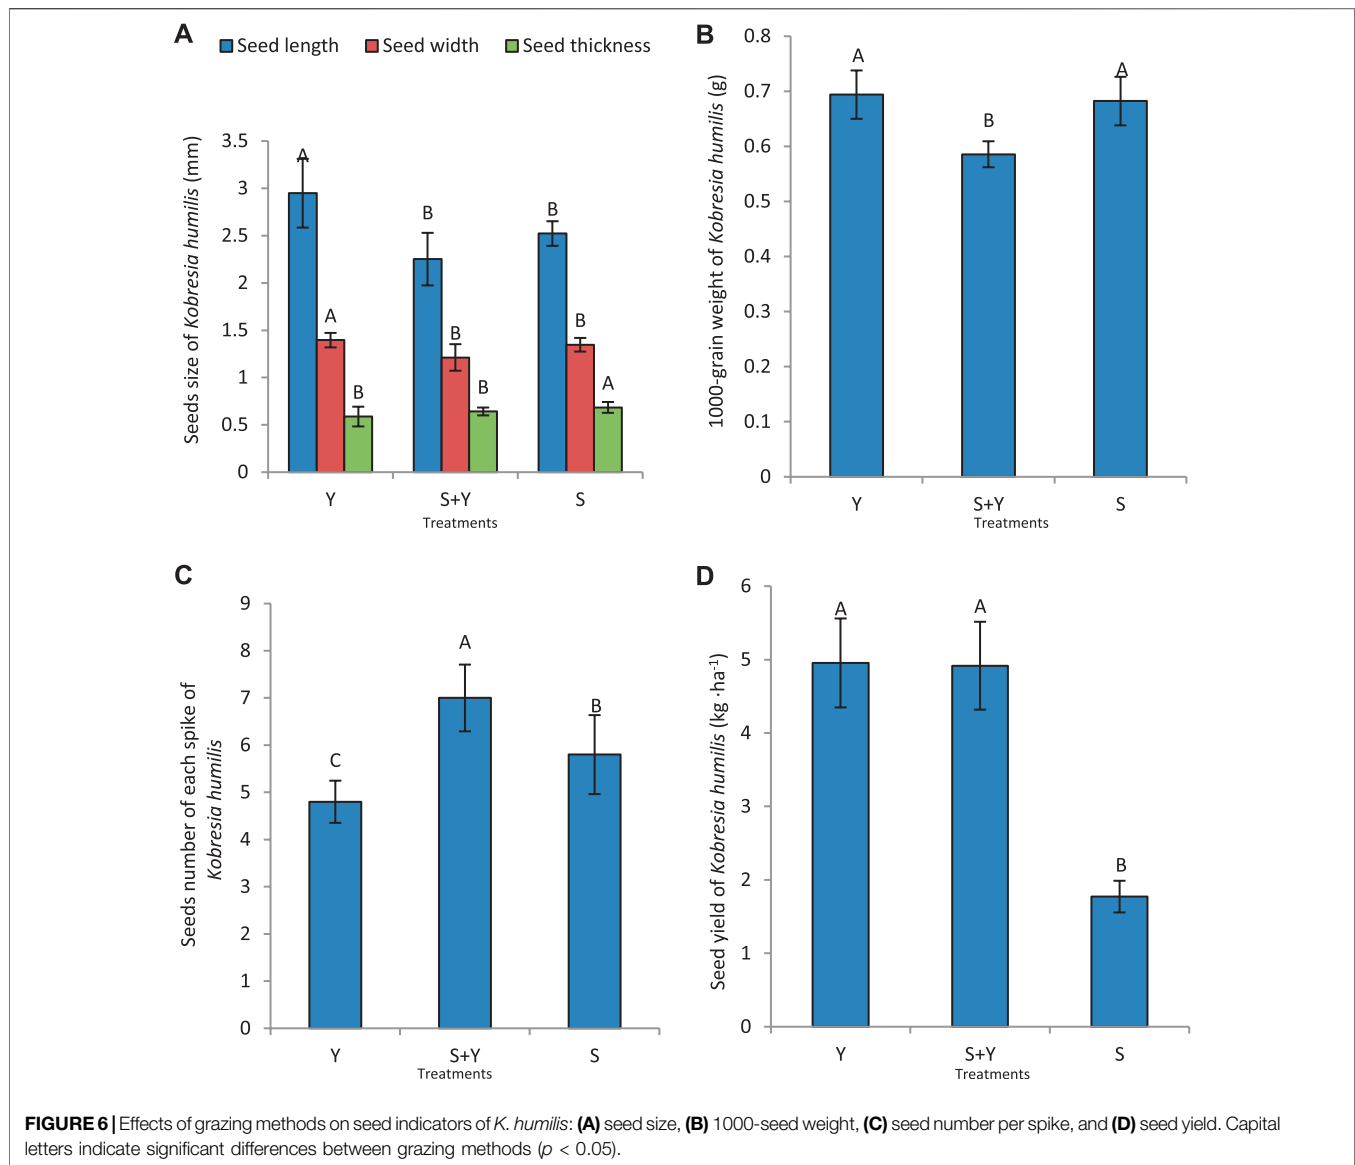 A
Seed length Seed width Seed thickness
Seeds size of Kobresia humilis (mm)
3.5
3
2.5
2
1.5
1
0.5
0
A
A
B
B
B
B
B
B
A
Y S+Y S
Treatments
B
1000-grain weight of Kobresia humilis (g)
0.8
0.7
0.6
0.5
0.4
0.3
0.2
0.1
0
A
B
A
Y S+Y S
Treatments
C
Seeds number of each spike of
Kobresia humilis
9
8
7
6
5
4
3
2
1
0
C
A
B
Y S+Y S
Treatments
D
Seed yield of Kobresia humilis (kg ·ha-1)
6
5
4
3
2
1
0
A
A
B
Y S+Y S
Treatments
FIGURE 6 | Effects of grazing methods on seed indicators of K. humilis: (A) seed size, (B) 1000-seed weight, (C) seed number per spike, and (D) seed yield. Capital
letters indicate significant differences between grazing methods (p < 0.05).